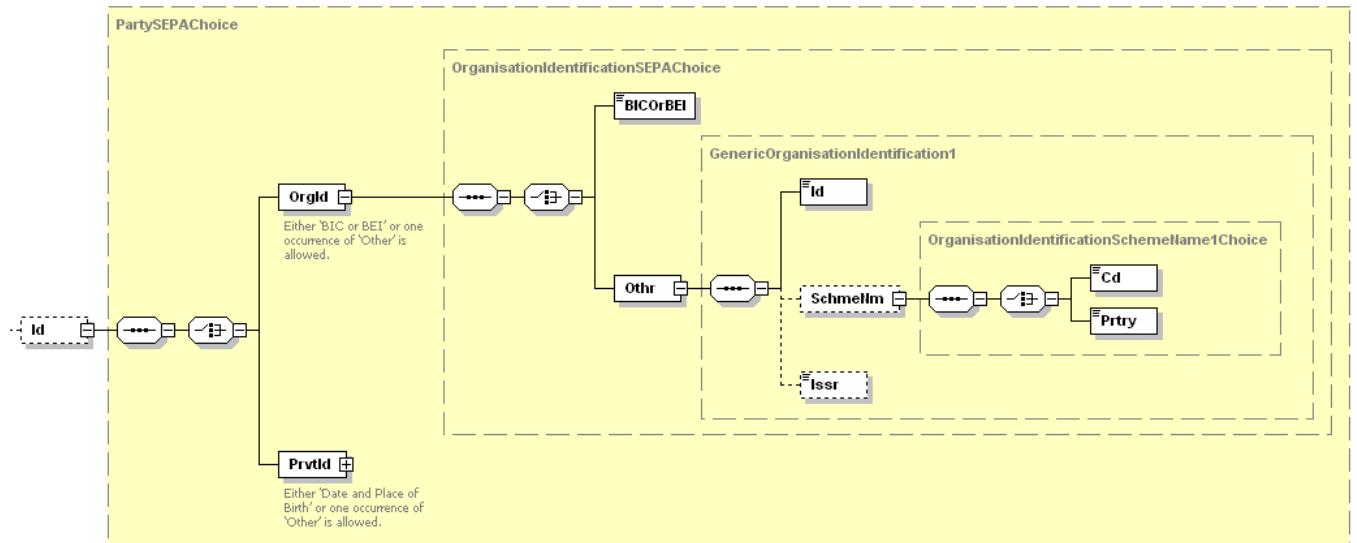 PartySEPAChoice
OrganisationIdentificationSEPAChoice
BICOrBEI
GenericOrganisationIdentification1
OrgId
Id
Either 'BIC or BEI' or one
occurrence of 'Other' is
allowed.
OrganisationIdentificationSchemeName1Choice
Cd
Othr
SchmeNm
Prtry
Id
Issr
PrvtId
Either 'Date and Place of
Birth' or one occurrence of
'Other' is allowed.